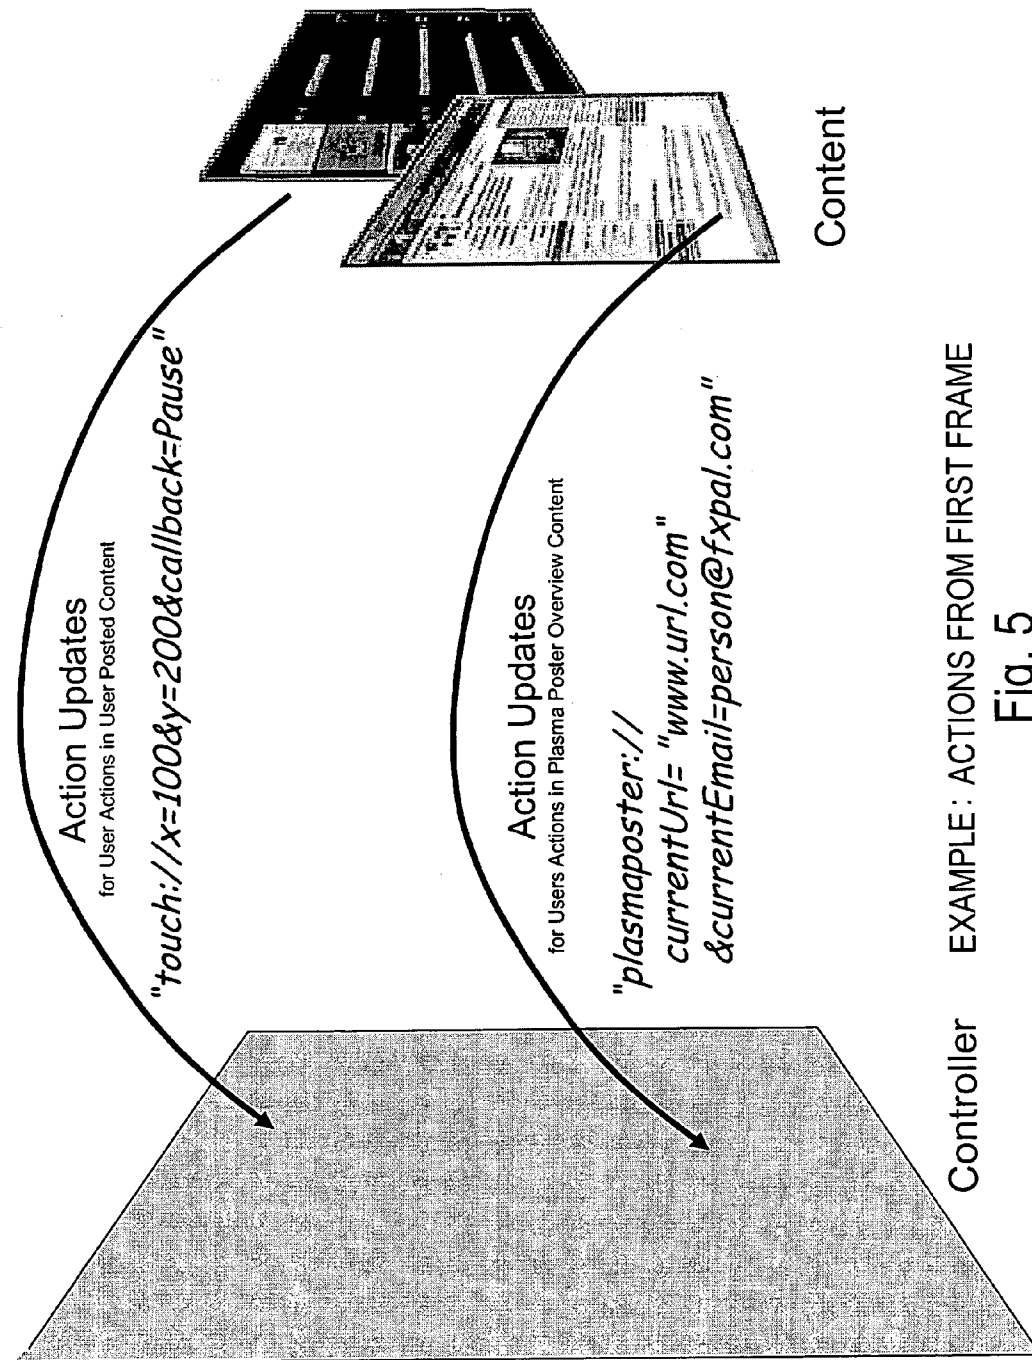 Action Updates
for User Actions in User Posted Content
"touch://x=100&y=200&callback=Pause"
Action Updates
for Users Actions in Plasma Poster Overview Content
"plasmaposter://
currentUrl= "www.url.com"
&currentEmail=person@fxpal.com"
Content
Controller
EXAMPLE: ACTIONS FROM FIRST FRAME
Fig. 5